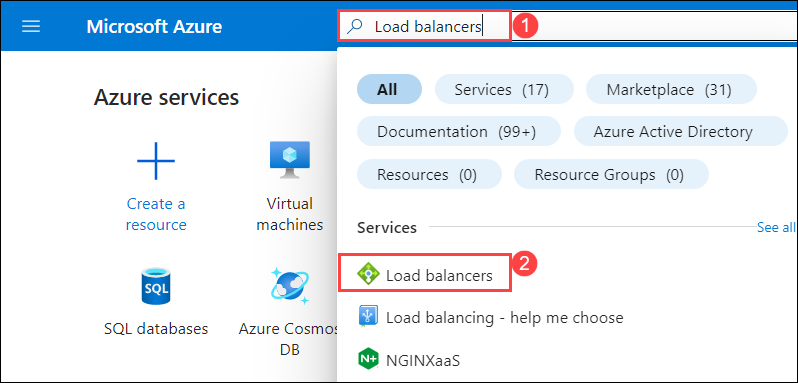 Microsoft Azure
Load balancers
1
Azure services
Create a
resource
Virtual
machines
SQL
SQL databases
Azure Cosmos
DB
All
Services (17)
Marketplace (31)
Documentation (99+)
Azure Active Directory
Resources (0)
Resource Groups (0)
Services
See all
Load balancers
2
Load balancing - help me choose
N+
NGINXaaS